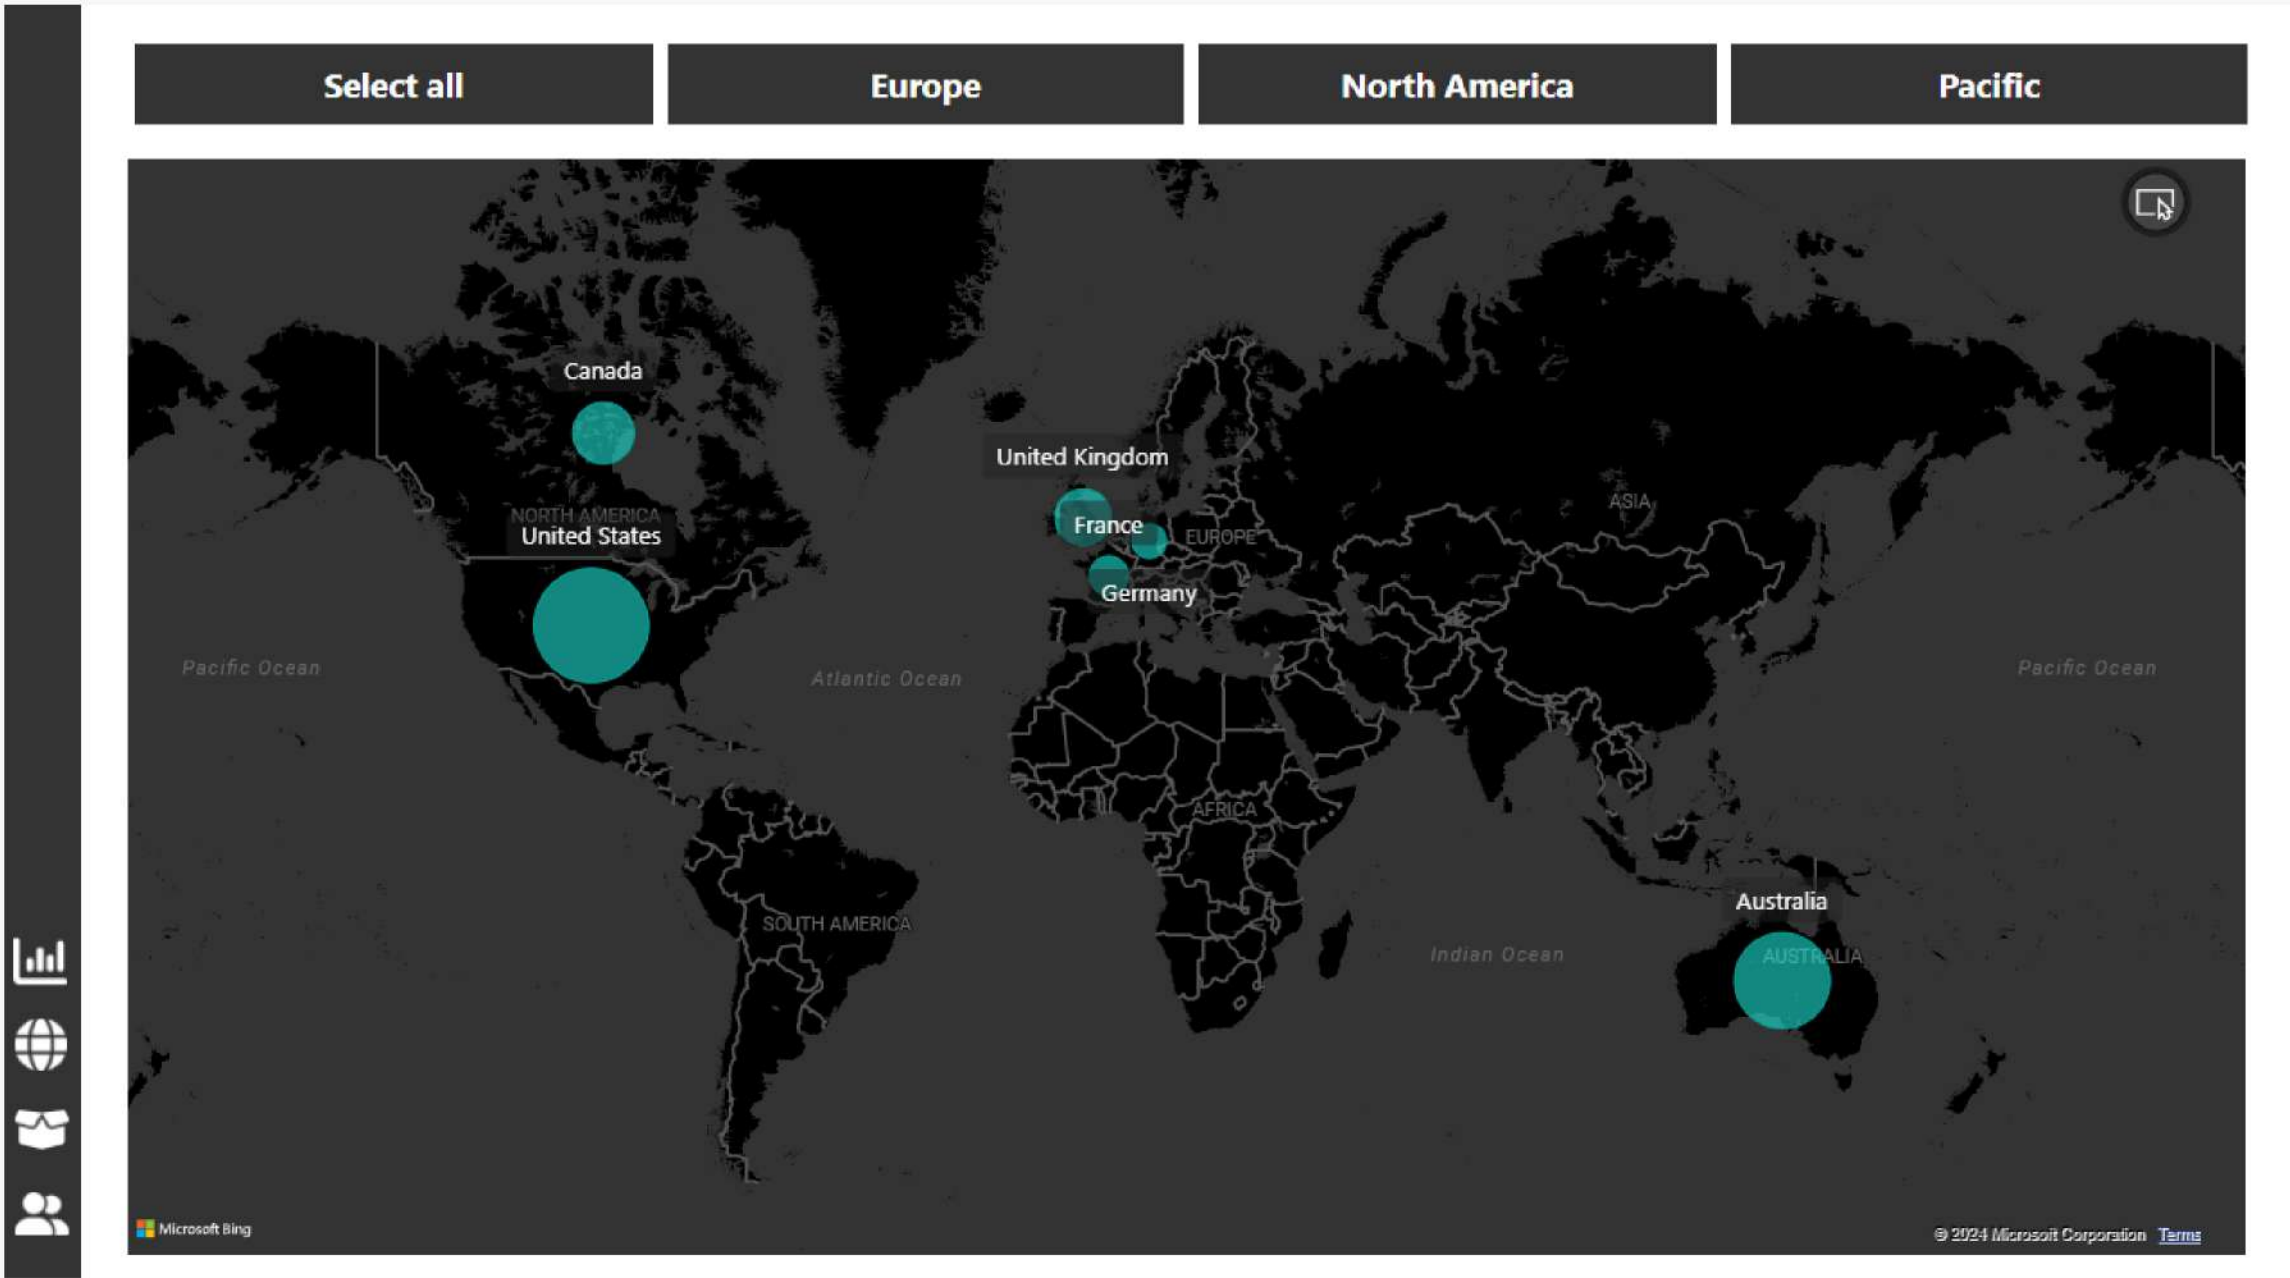 Select all
Europe
North America
Pacific
Canada
United Kingdom
NORTH AMERICA
ASIA
United States
France
EUROPE
Germany
Pacific Ocean
Atlantic Ocean
Pacific Ocean
AFRICA
Australia
SOUTH AMERICA
Indian Ocean
AUSTRALIA
Microsoft Bing
© 2024 Microsoft Corporation Terms